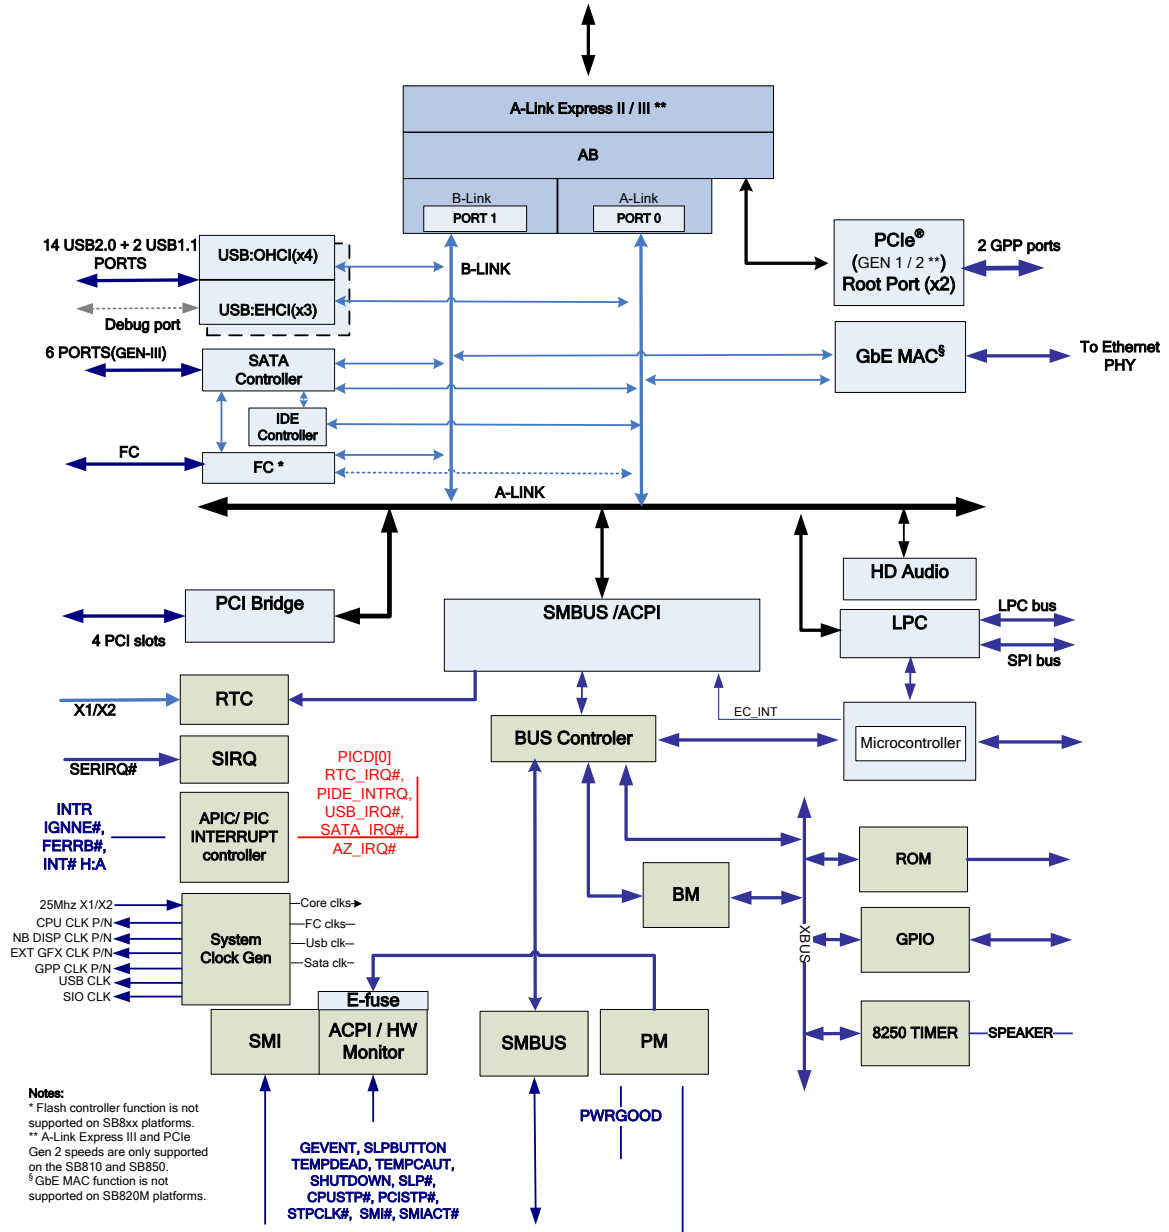 A-Link Express II / III **
AB
B-Link
PORT 1
A-Link
PORT 0
14 USB2.0 + 2 USB1.1
PORTS
USB:OHCI(x4)
USB:EHCI(x3)
Debug port
B-LINK
PCIe®
(GEN 1 / 2 **)
Root Port (x2)
2 GPP ports
6 PORTS(GEN-III)
SATA
Controller
GbE MAC§
To Ethernet
PHY
IDE
Controller
FC
FC *
A-LINK
PCI Bridge
4 PCI slots
SMBUS /ACPI
HD Audio
LPC
LPC bus
SPI bus
X1/X2
RTC
EC_INT
BUS Controler
Microcontroller
SERIRQ#
SIRQ
PICD[0]
RTC_IRQ#,
PIDE_INTRQ,
USB_IRQ#,
SATA_IRQ#,
AZ_IRQ#
INTR
IGNNE#,
FERRB#,
INT# H:A
APIC/ PIC
INTERRUPT
controller
ROM
BM
XBUS
GPIO
25Mhz X1/X2
CPU CLK P/N
NB DISP CLK P/N
EXT GFX CLK P/N
GPP CLK P/N
USB CLK
SIO CLK
System
Clock Gen
Core clks
FC clks
Usb clk
Sata clk
E-fuse
SMI
ACPI / HW
Monitor
SMBUS
PM
8250 TIMER
SPEAKER
PWRGOOD
Notes:
* Flash controller function is not
supported on SB8xx platforms.
** A-Link Express III and PCIe
Gen 2 speeds are only supported
on the SB810 and SB850.
§ GbE MAC function is not
supported on SB820M platforms.
GEVENT, SLPBUTTON
TEMPDEAD, TEMPCAUT,
SHUTDOWN, SLP#,
CPUSTP#, PCISTP#,
STPCLK#, SMI#, SMIACT#